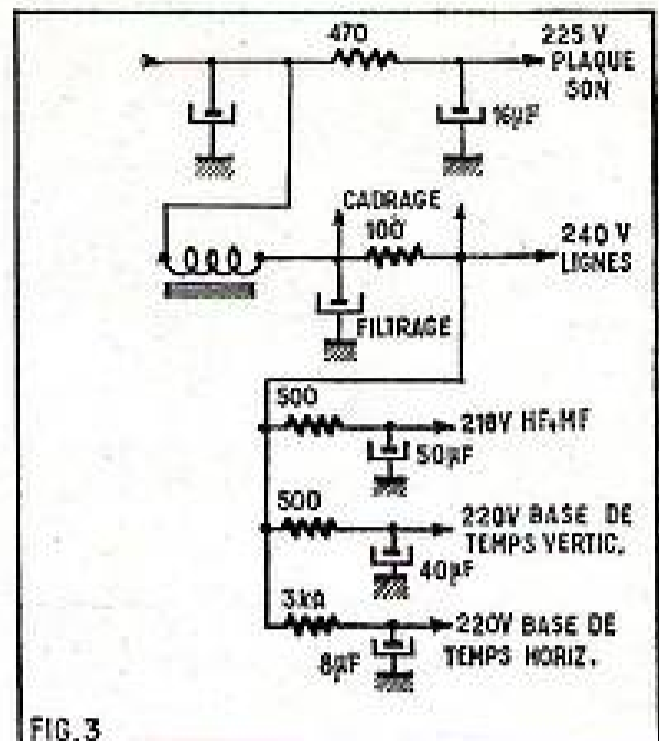 470
225 V
PLAQUE
SON
16µF
CADRAGE
100
240 V
LIGNES
FILTRAGE
500
210V HF.MF
50µF
500
220V BASE DE
TEMPS VERTIC.
40µF
3kΩ
220V BASE DE
TEMPS HORIZ.
8µF
FIG.3